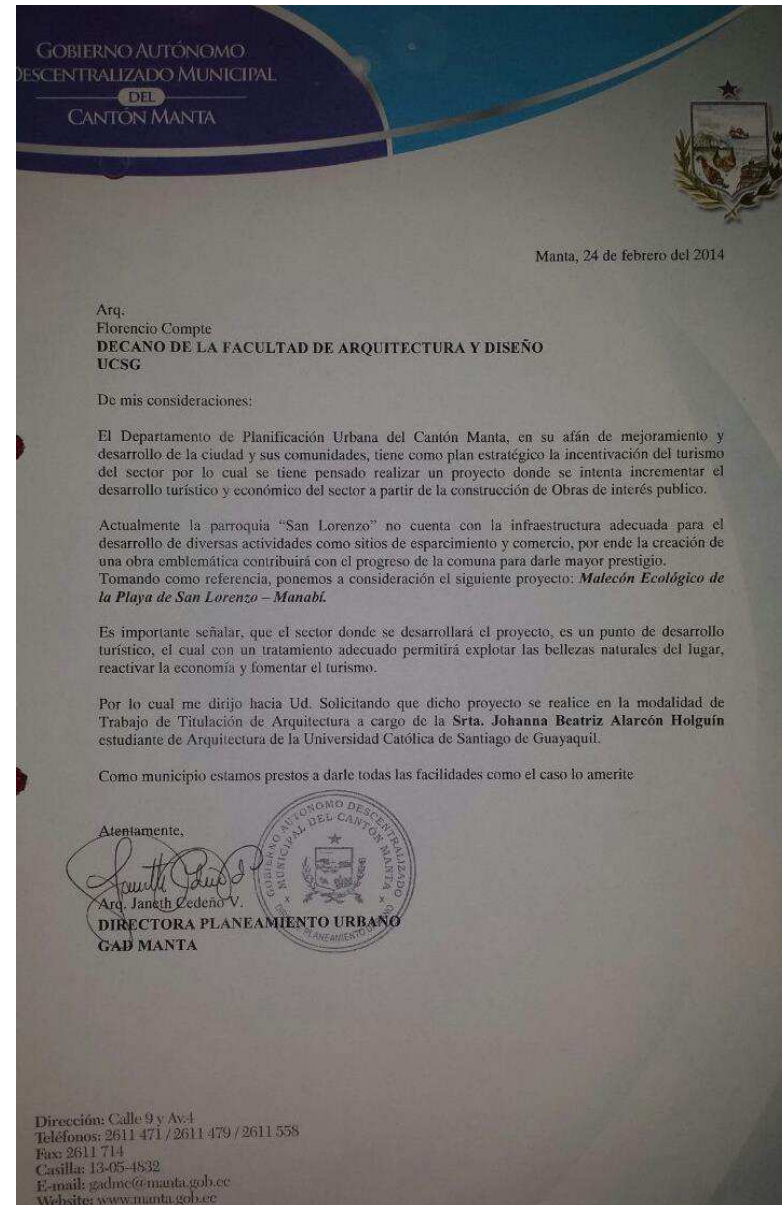 GOBIERNO AUTÓNOMO
DESCENTRALIZADO MUNICIPAL
DEL
CANTÓN MANTA
Manta, 24 de febrero del 2014
Arq.
Florencio Compte
DECANO DE LA FACULTAD DE ARQUITECTURA Y DISEÑO
UCSG
De mis consideraciones:
El Departamento de Planificación Urbana del Cantón Manta, en su afán de mejoramiento y
desarrollo de la ciudad y sus comunidades, tiene como plan estratégico la incentivación del turismo
del sector por lo cual se tiene pensado realizar un proyecto donde se intenta incrementar el
desarrollo turístico y económico del sector a partir de la construcción de Obras de interés publico.
Actualmente la parroquia “San Lorenzo” no cuenta con la infraestructura adecuada para el
desarrollo de diversas actividades como sitios de esparcimiento y comercio, por ende la creación de
una obra emblemática contribuirá con el progreso de la comuna para darle mayor prestigio.
Tomando como referencia, ponemos a consideración el siguiente proyecto: Malecón Ecológico de
la Playa de San Lorenzo – Manabí.
Es importante señalar, que el sector donde se desarrollará el proyecto, es un punto de desarrollo
turístico, el cual con un tratamiento adecuado permitirá explotar las bellezas naturales del lugar,
reactivar la economía y fomentar el turismo.
Por lo cual me dirijo hacia Ud. Solicitando que dicho proyecto se realice en la modalidad de
Trabajo de Titulación de Arquitectura a cargo de la Srta. Johanna Beatriz Alarcón Holguín
estudiante de Arquitectura de la Universidad Católica de Santiago de Guayaquil.
Como municipio estamos prestos a darle todas las facilidades como el caso lo amerite
Atentamente,
GOBIERNO AUTONOMO DESCENTRALIZADO
MUNICIPAL DEL CANTÓN MANTA
PLANEAMIENTO URBANO
Arq. Janeth Cedeño V.
DIRECTORA PLANEAMIENTO URBANO
GAD MANTA
Dirección: Calle 9 y Av.4
Teléfonos: 2611 471 / 2611 479 / 2611 558
Fax: 2611 714
Casilla: 13-05-4832
E-mail: gadmc@manta.gob.ec
Website: www.manta.gob.ec